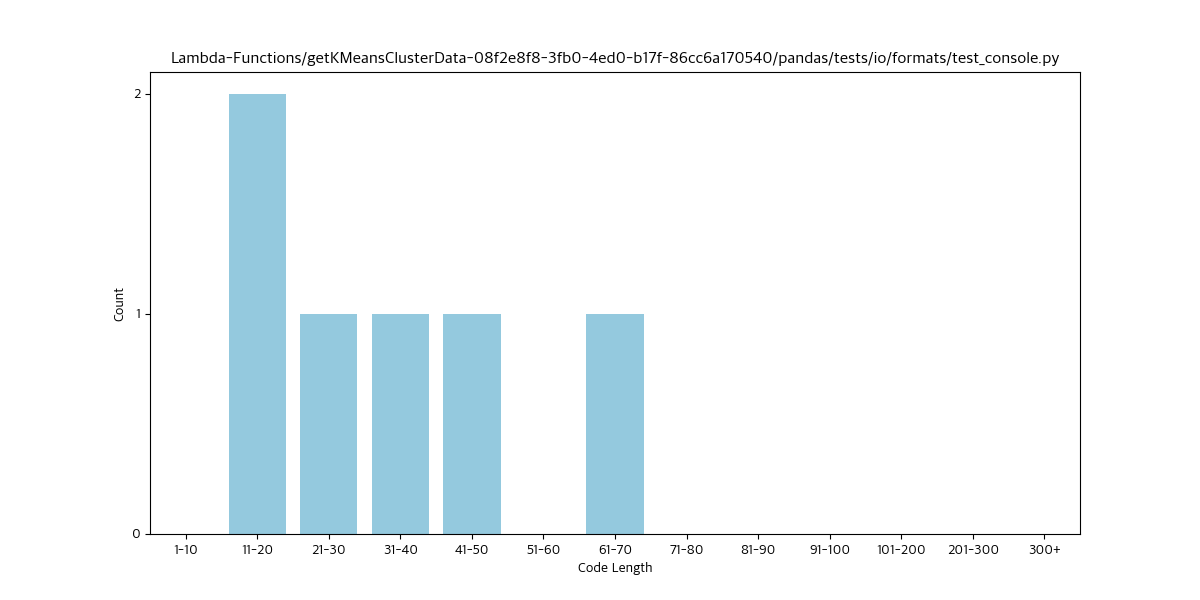 Lambda-Functions/getKMeansClusterData-08f2e8f8-3fb0-4ed0-b17f-86cc6a170540/pandas/tests/io/formats/test_console.py
2
1
0
Count
1-10 11-20 21-30 31-40 41-50 51-60 61-70 71-80 81-90 91-100 101-200 201-300 300+
Code Length